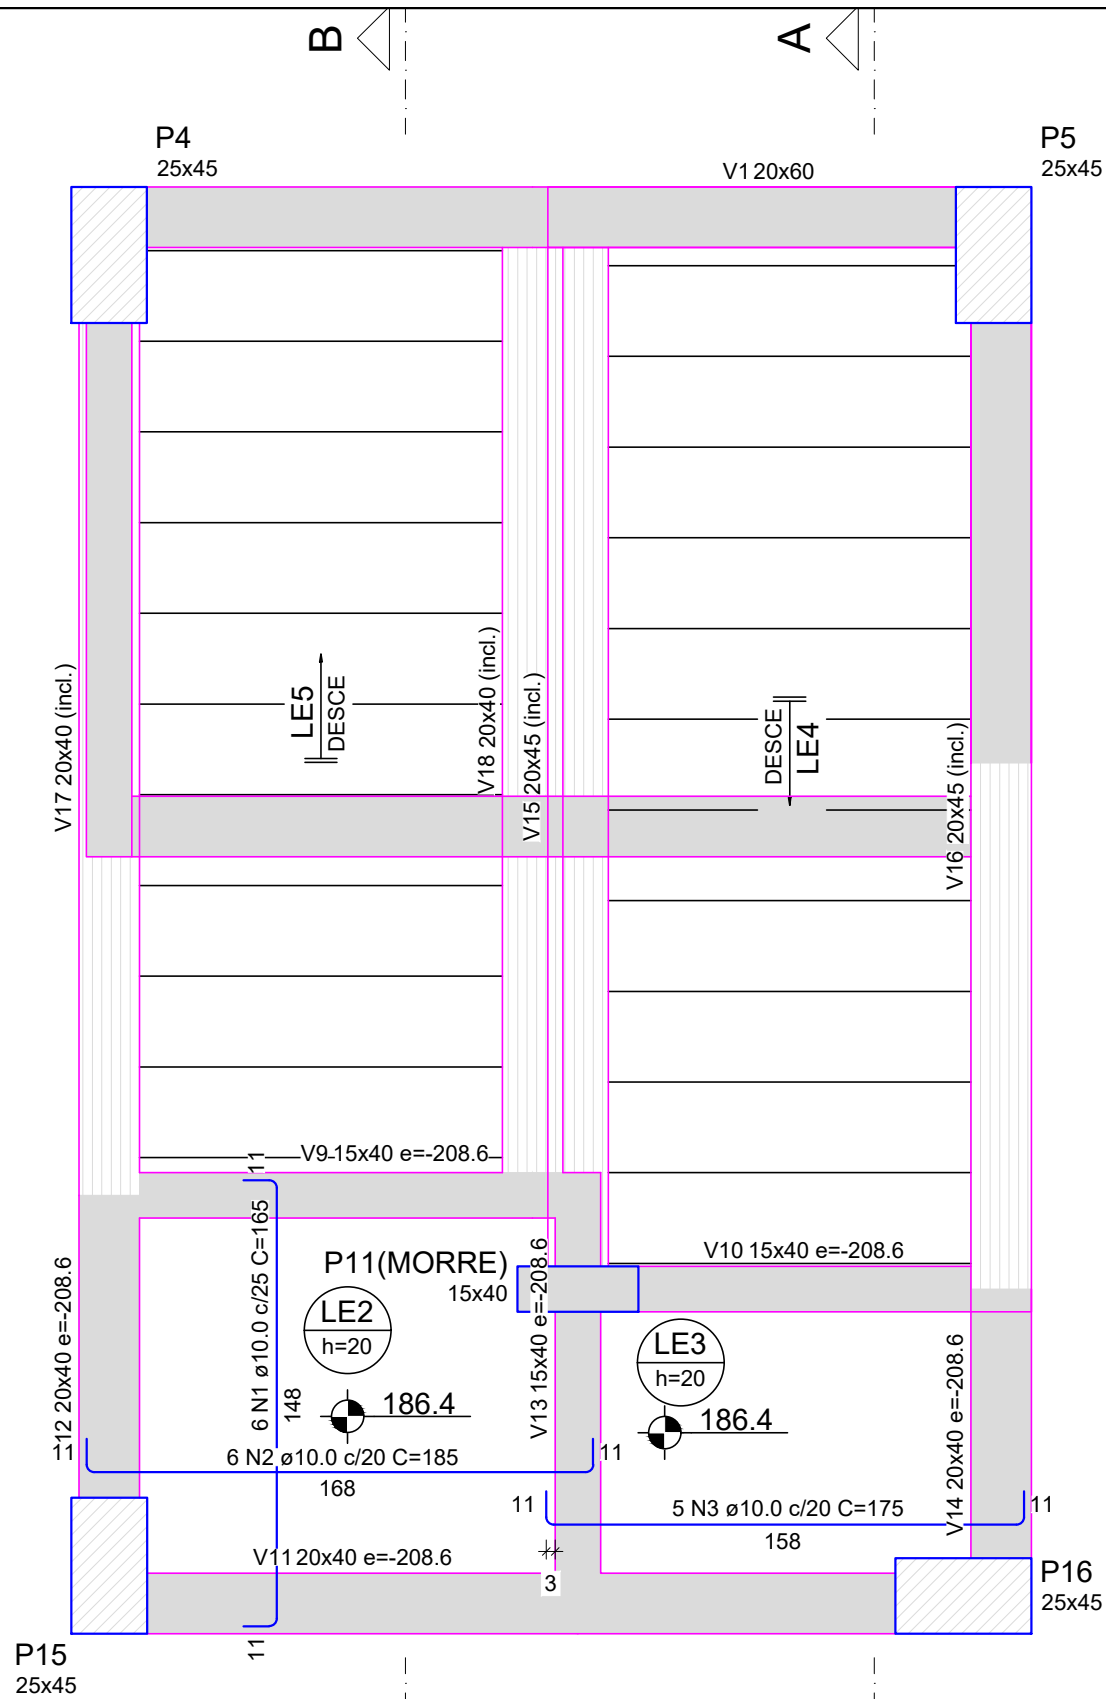 B
A
P4
25x45
P5
25x45
V1 20x60
V17 20x40 (incl.)
LE5
DESCE
V18 20x40 (incl.)
V15 20x45 (incl.)
DESCE
LE4
V16 20x45 (incl.)
V9 15x40 e=-208.6
11
6 N1 ø10.0 c/25 C=165
148
11
P11(MORRE)
15x40
V10 15x40 e=-208.6
LE2
h=20
186.4
V13 15x40 e=-208.6
LE3
h=20
186.4
12 20x40 e=-208.6
V14 20x40 e=-208.6
11
6 N2 ø10.0 c/20 C=185
11
168
11
5 N3 ø10.0 c/20 C=175
11
158
V11 20x40 e=-208.6
3
P16
25x45
P15
25x45